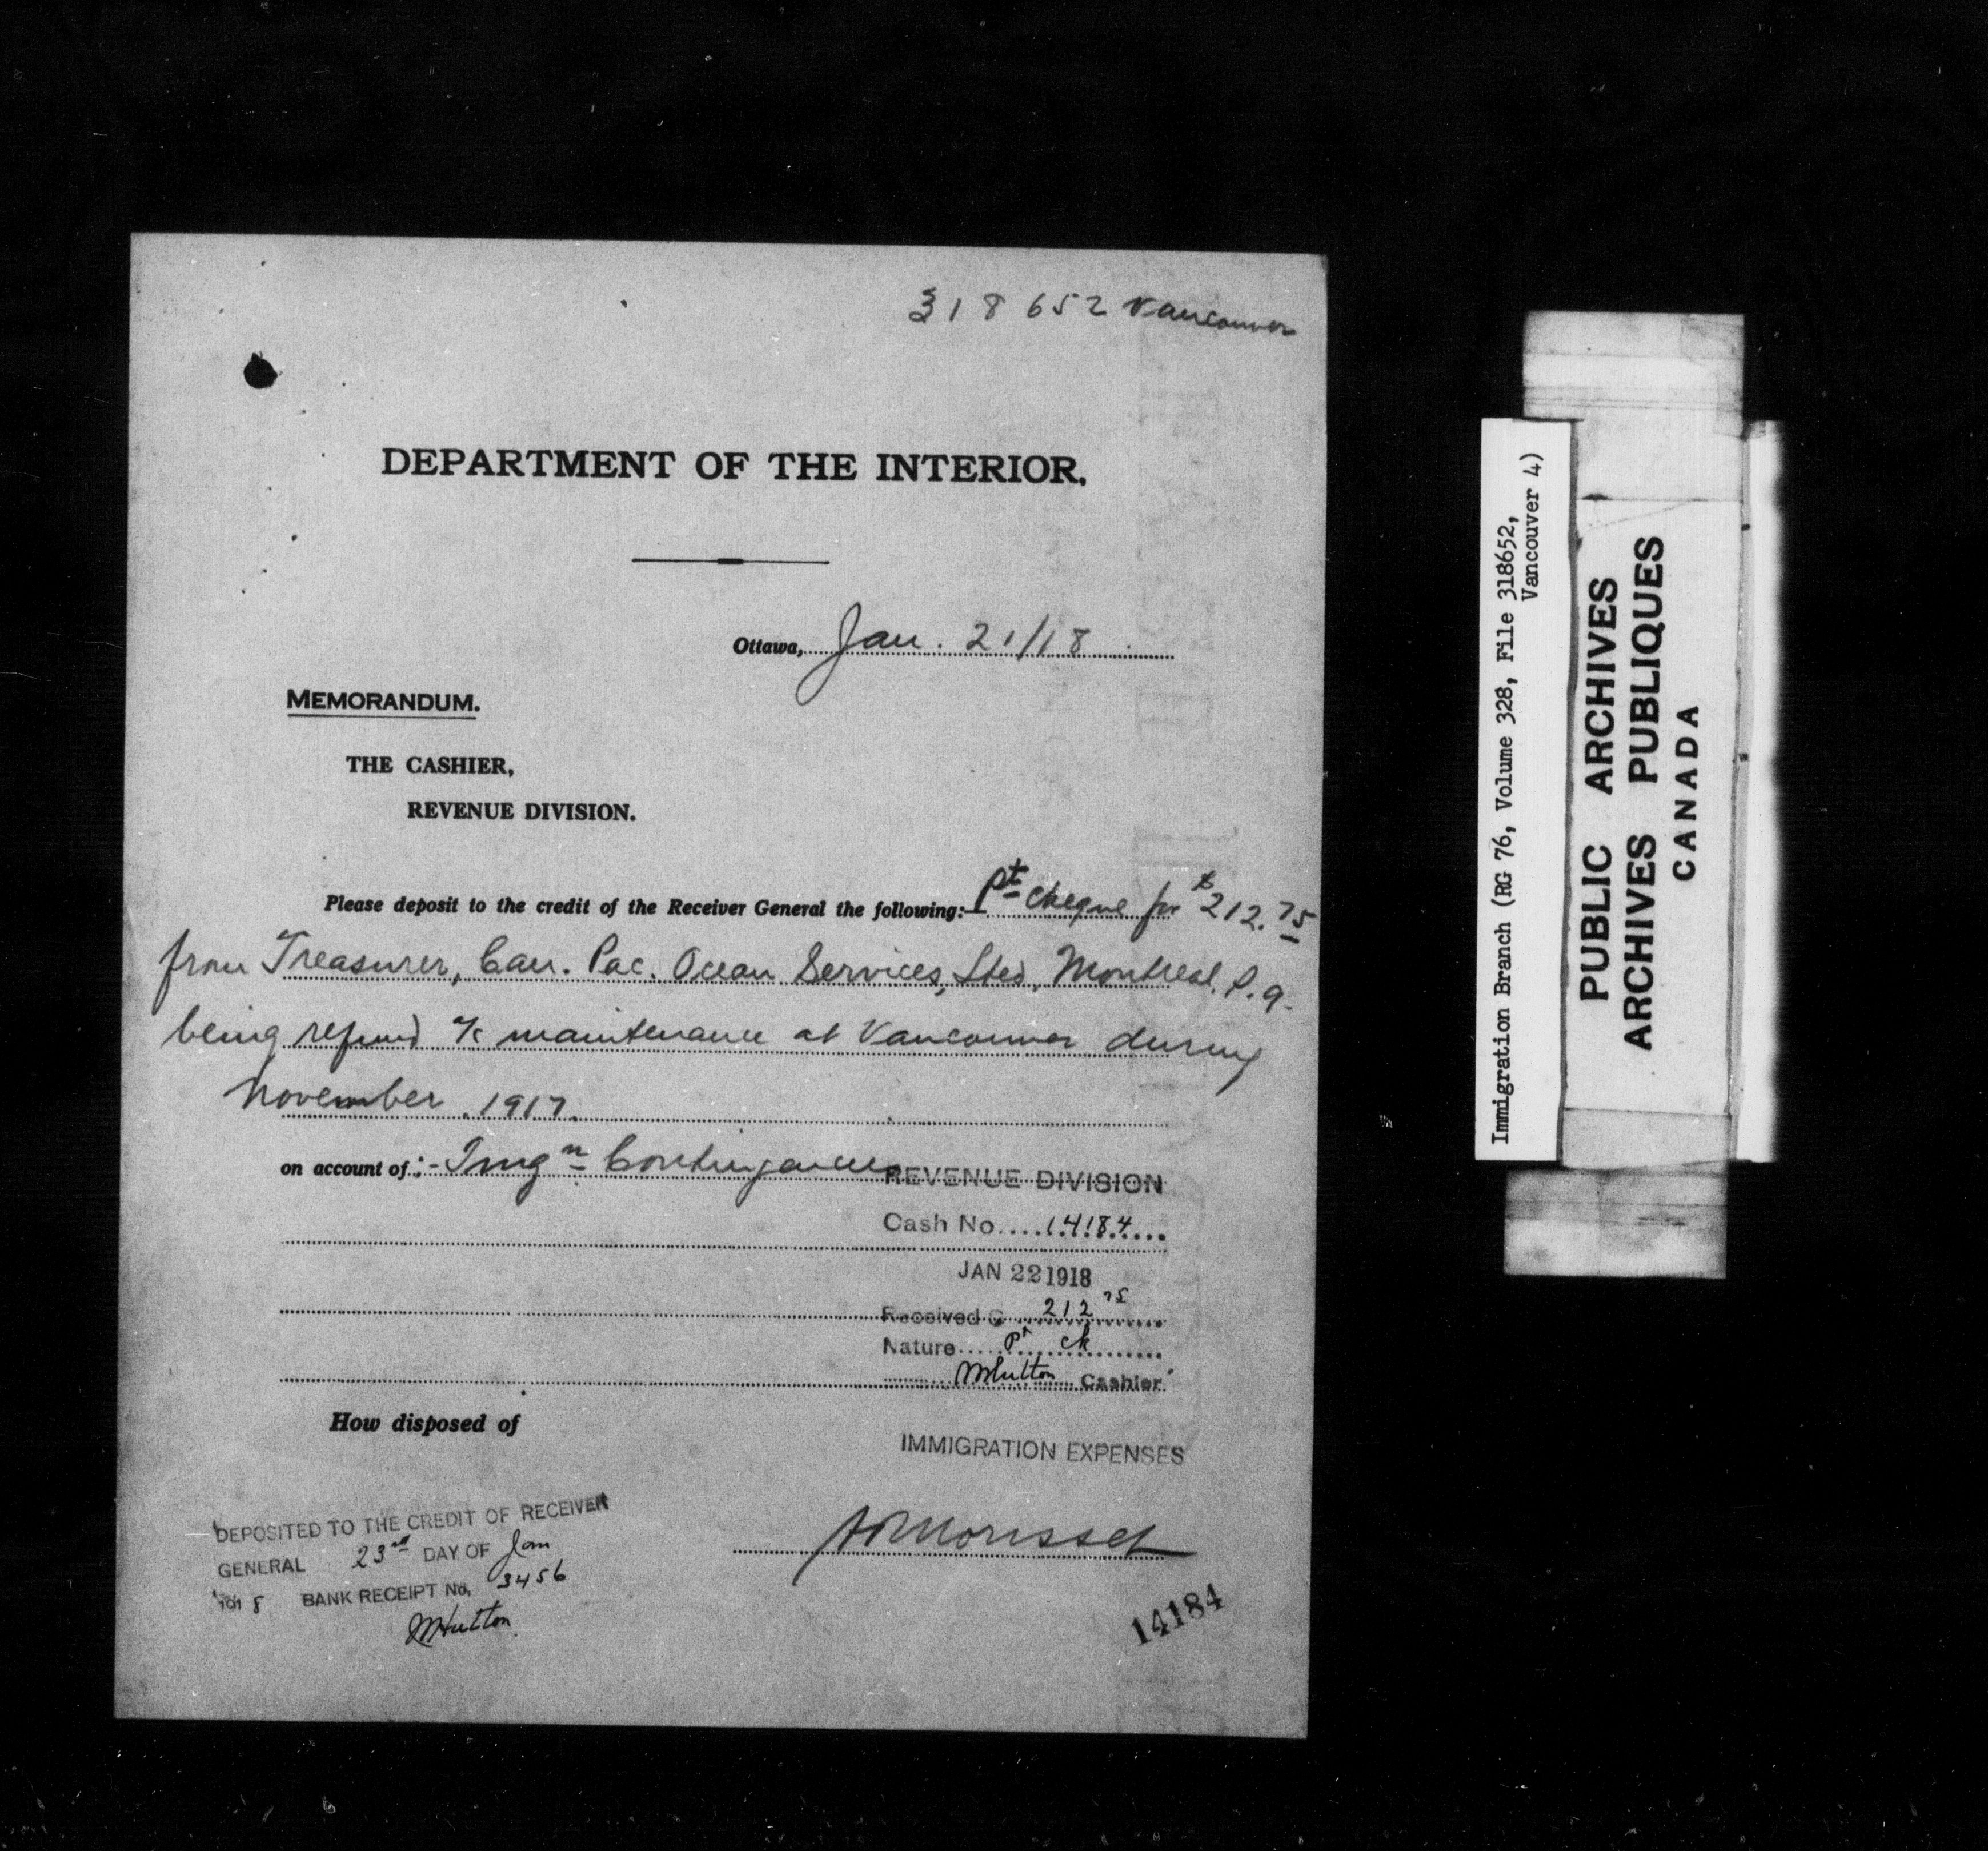 318652 Vancouver
DEPARTMENT OF THE INTERIOR.
Ottawa, Jan. 21/18
MEMORANDUM.
THE CASHIER,
REVENUE DIVISION.
Please deposit to the credit of the Receiver General the following:- Pt cheque for $212.75
from Treasurer, Can. Pac. Ocean Services, Ltd, Montreal, P.Q.
being refund a/c maintenance at Vancouver during
November, 1917.
on account of:- Imgn Contingencies
REVENUE DIVISION
Cash No....14184....
JAN 22 1918
Received $ 212 75
Nature.... Pt ck
MHutton Cashier
How disposed of
IMMIGRATION EXPENSES
DEPOSITED TO THE CREDIT OF RECEIVER
GENERAL 23rd DAY OF Jan
1918 BANK RECEIPT No. 3456
MHutton
Morisset
14184
Immigration Branch (RG 76, Volume 328, File 318652,
Vancouver 4)
PUBLIC ARCHIVES
ARCHIVES PUBLIQUES
CANADA